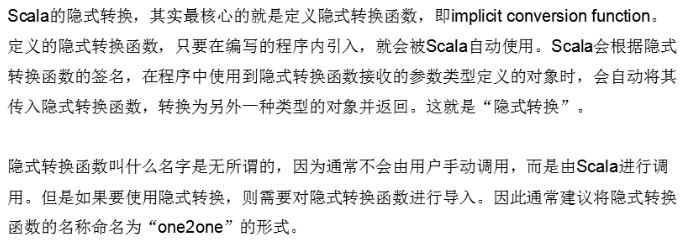 Scala的隐式转换，其实最核心的就是定义隐式转换函数，即implicit conversion function。
定义的隐式转换函数，只要在编写的程序内引入，就会被Scala自动使用。Scala会根据隐式
转换函数的签名，在程序中使用到隐式转换函数接收的参数类型定义的对象时，会自动将其
传入隐式转换函数，转换为另外一种类型的对象并返回。这就是“隐式转换”。
隐式转换函数叫什么名字是无所谓的，因为通常不会由用户手动调用，而是由Scala进行调
用。但是如果要使用隐式转换，则需要对隐式转换函数进行导入。因此通常建议将隐式转换
函数的名称命名为“one2one”的形式。